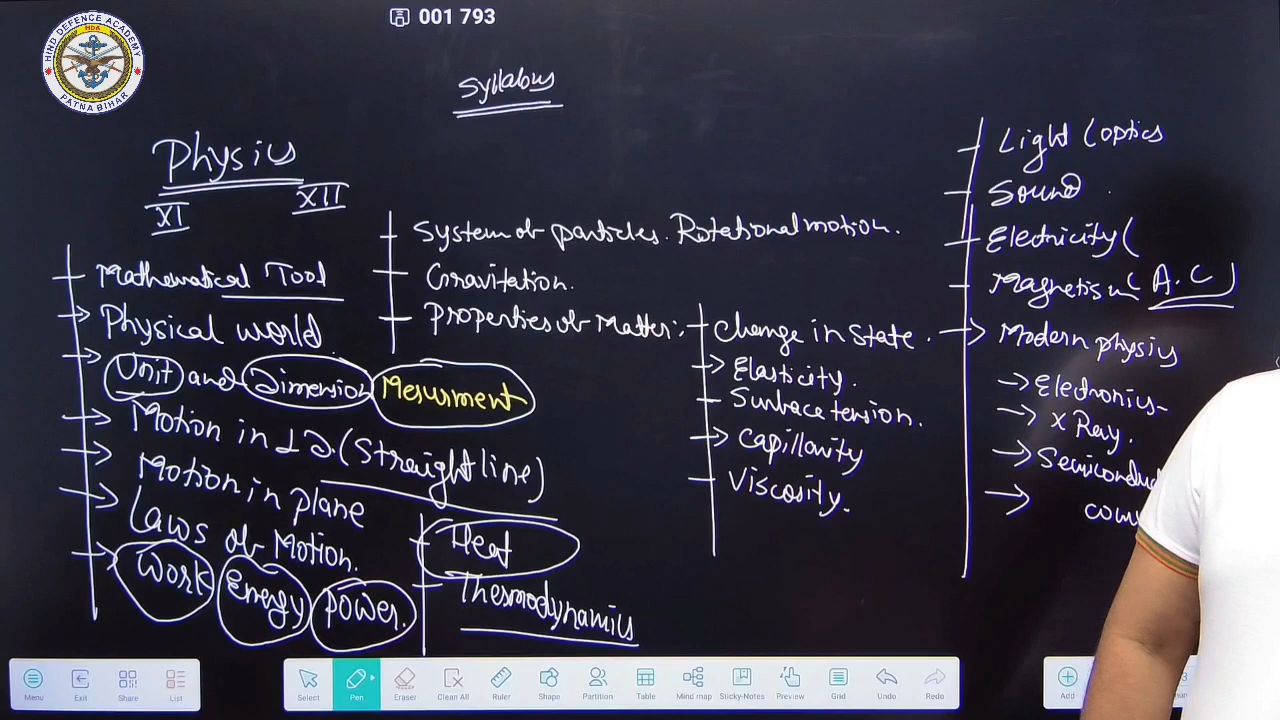 001 793
HIND DEFENCE ACADEMY
HDA
PATNA BIHAR
Syllabus
Physics
XI
XII
Mathematical Tool
Physical world
Unit and Dimension Mesurment
Motion in 1D. (Straight line)
Motion in plane
Laws of Motion.
Work Energy Power.
System of particles. Rotational motion.
Gravitation.
Properties of Matter.
Heat
Thermodynamics
Change in State.
Elasticity.
Surface tension.
Capillarity
Viscosity.
Light (optics
Sound
Electricity (
Magnetism (A.C)
Modern physics
Electronics
X Ray.
Semiconduc
com
Menu
Exit
Share
List
Select
Pen
Eraser
Clean All
Ruler
Shape
Partition
Table
Mind map
Sticky-Notes
Preview
Grid
Undo
Redo
Add